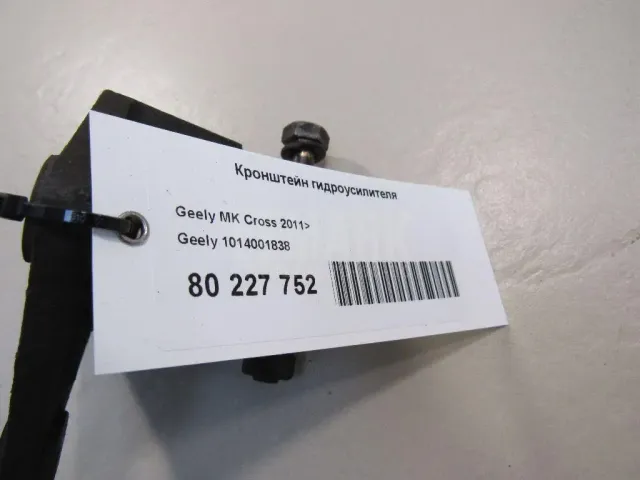 Кронштейн гидроусилителя
Geely MK Cross 2011>
Geely 1014001838
80 227 752